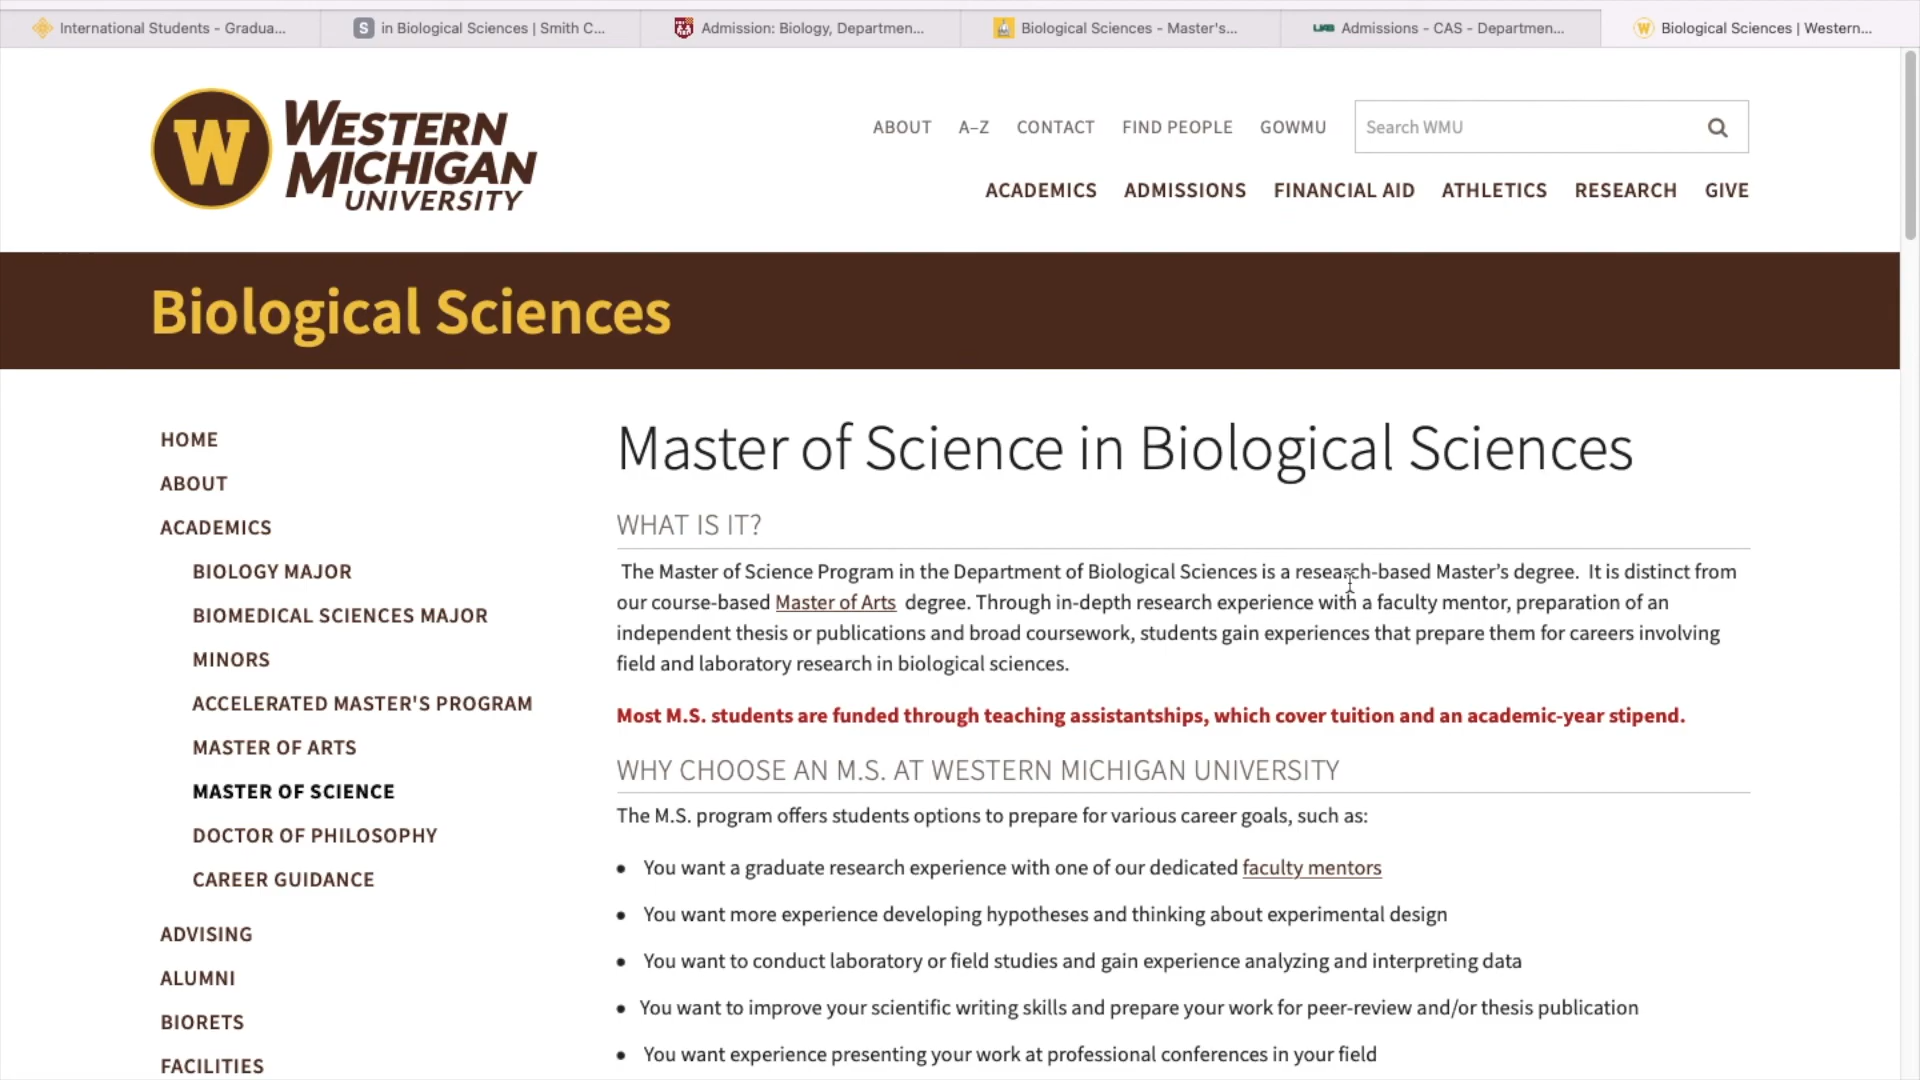 International Students - Gradua...
S in Biological Sciences | Smith C...
Admission: Biology, Departmen...
Biological Sciences - Master's...
UAB Admissions - CAS - Departmen...
W Biological Sciences | Western...
W WESTERN MICHIGAN UNIVERSITY
ABOUT A–Z CONTACT FIND PEOPLE GOWMU Search WMU
ACADEMICS ADMISSIONS FINANCIAL AID ATHLETICS RESEARCH GIVE
Biological Sciences
HOME
ABOUT
ACADEMICS
BIOLOGY MAJOR
BIOMEDICAL SCIENCES MAJOR
MINORS
ACCELERATED MASTER'S PROGRAM
MASTER OF ARTS
MASTER OF SCIENCE
DOCTOR OF PHILOSOPHY
CAREER GUIDANCE
ADVISING
ALUMNI
BIORETS
FACILITIES
Master of Science in Biological Sciences
WHAT IS IT?
The Master of Science Program in the Department of Biological Sciences is a research-based Master’s degree. It is distinct from
our course-based Master of Arts degree. Through in-depth research experience with a faculty mentor, preparation of an
independent thesis or publications and broad coursework, students gain experiences that prepare them for careers involving
field and laboratory research in biological sciences.
Most M.S. students are funded through teaching assistantships, which cover tuition and an academic-year stipend.
WHY CHOOSE AN M.S. AT WESTERN MICHIGAN UNIVERSITY
The M.S. program offers students options to prepare for various career goals, such as:
• You want a graduate research experience with one of our dedicated faculty mentors
• You want more experience developing hypotheses and thinking about experimental design
• You want to conduct laboratory or field studies and gain experience analyzing and interpreting data
• You want to improve your scientific writing skills and prepare your work for peer-review and/or thesis publication
• You want experience presenting your work at professional conferences in your field